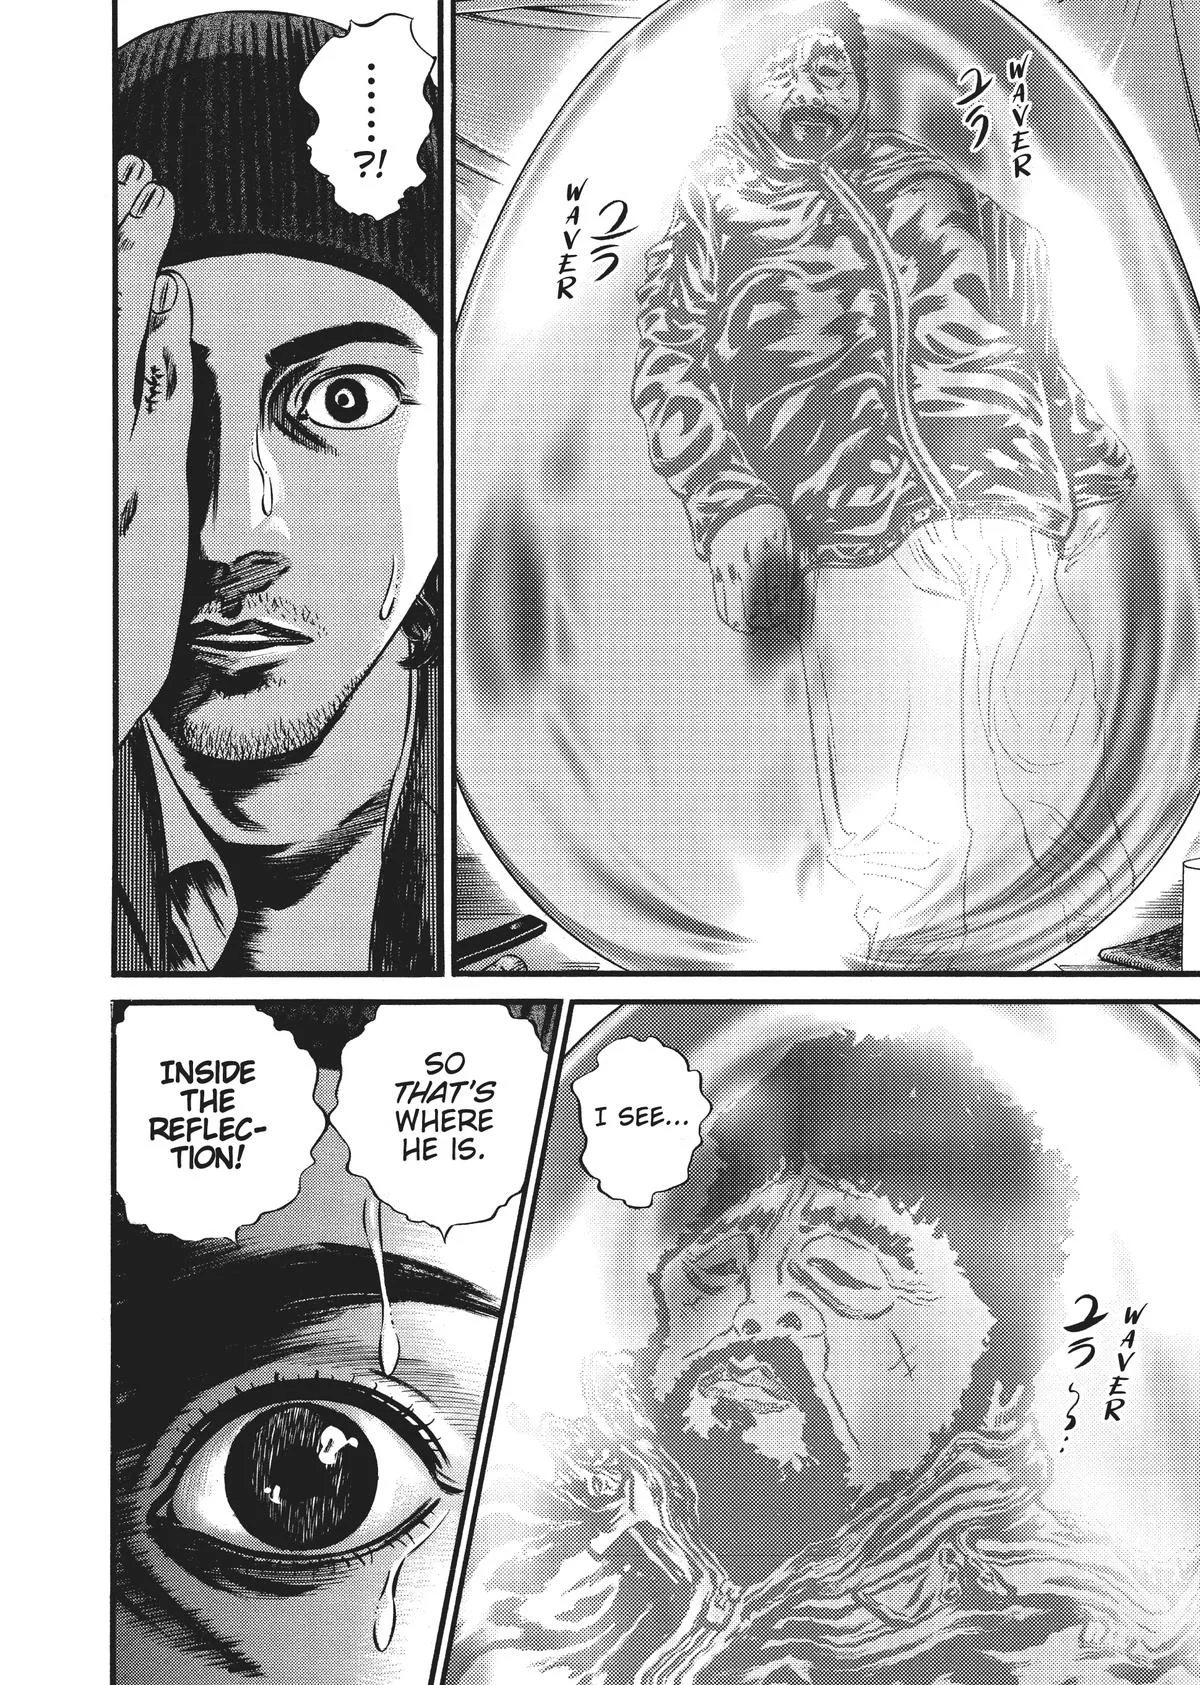 WAVER
ユラ
WAVER
ユラ
………
?!
I SEE...
WAVER
ユラ〜
SO
THAT'S
WHERE
HE IS.
INSIDE
THE
REFLEC-
TION!